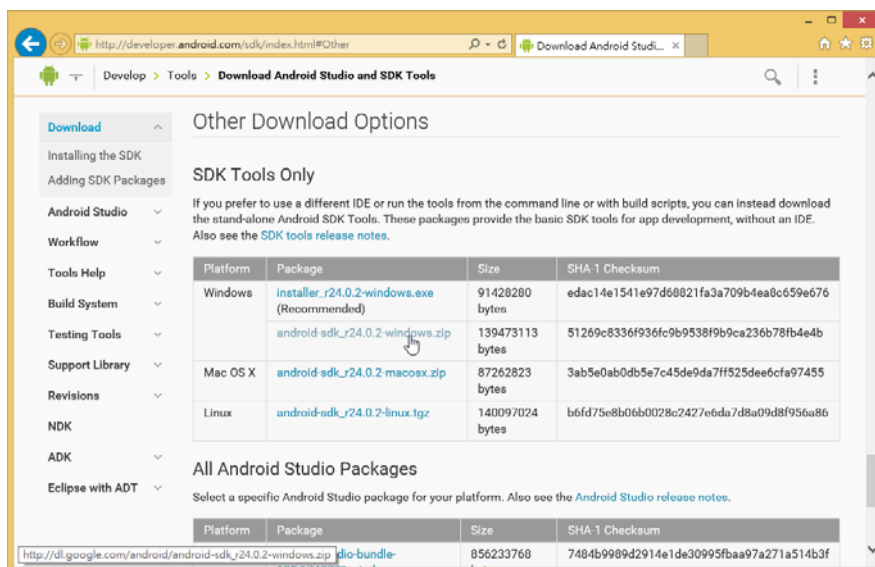 http://developer.android.com/sdk/index.html#Other
Download Android Studi...
Develop > Tools > Download Android Studio and SDK Tools
Download
Installing the SDK
Adding SDK Packages
Android Studio
Workflow
Tools Help
Build System
Testing Tools
Support Library
Revisions
NDK
ADK
Eclipse with ADT
Other Download Options
SDK Tools Only
If you prefer to use a different IDE or run the tools from the command line or with build scripts, you can instead download
the stand-alone Android SDK Tools. These packages provide the basic SDK tools for app development, without an IDE.
Also see the SDK tools release notes.
Platform Package Size SHA-1 Checksum
Windows installer_r24.0.2-windows.exe 91428280 edac14e1541e97d68821fa3a709b4ea8c659e676
(Recommended) bytes
android-sdk_r24.0.2-windows.zip 139473113 51269c8336f936fc9b9538f9b9ca236b78fb4e4b
bytes
Mac OS X android-sdk_r24.0.2-macosx.zip 87262823 3ab5e0ab0db5e7c45de9da7ff525dee6cfa97455
bytes
Linux android-sdk_r24.0.2-linux.tgz 140097024 b6fd75e8b06b0028c2427e6da7d8a09d8f956a86
bytes
All Android Studio Packages
Select a specific Android Studio package for your platform. Also see the Android Studio release notes.
Platform Package Size SHA-1 Checksum
dio-bundle- 856233768 7484b9989d2914e1de30995fbaa97a271a514b3f
http://dl.google.com/android/android-sdk_r24.0.2-windows.zip